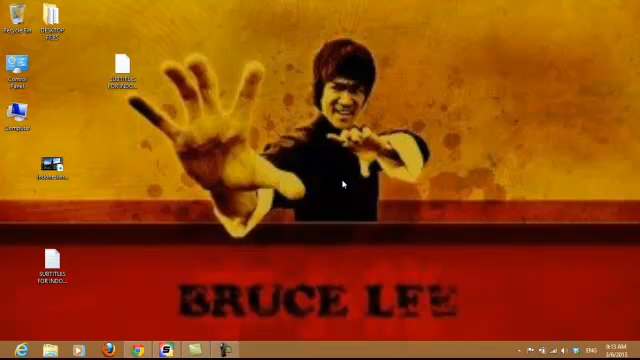 Recycle Bin
DESKTOP
FILES
Control
Panel
SUBTITLES
FOR INDO...
Computer
Indonesian...
SUBTITLES
FOR INDO...
BRUCE LEE
ENG
9:13 AM